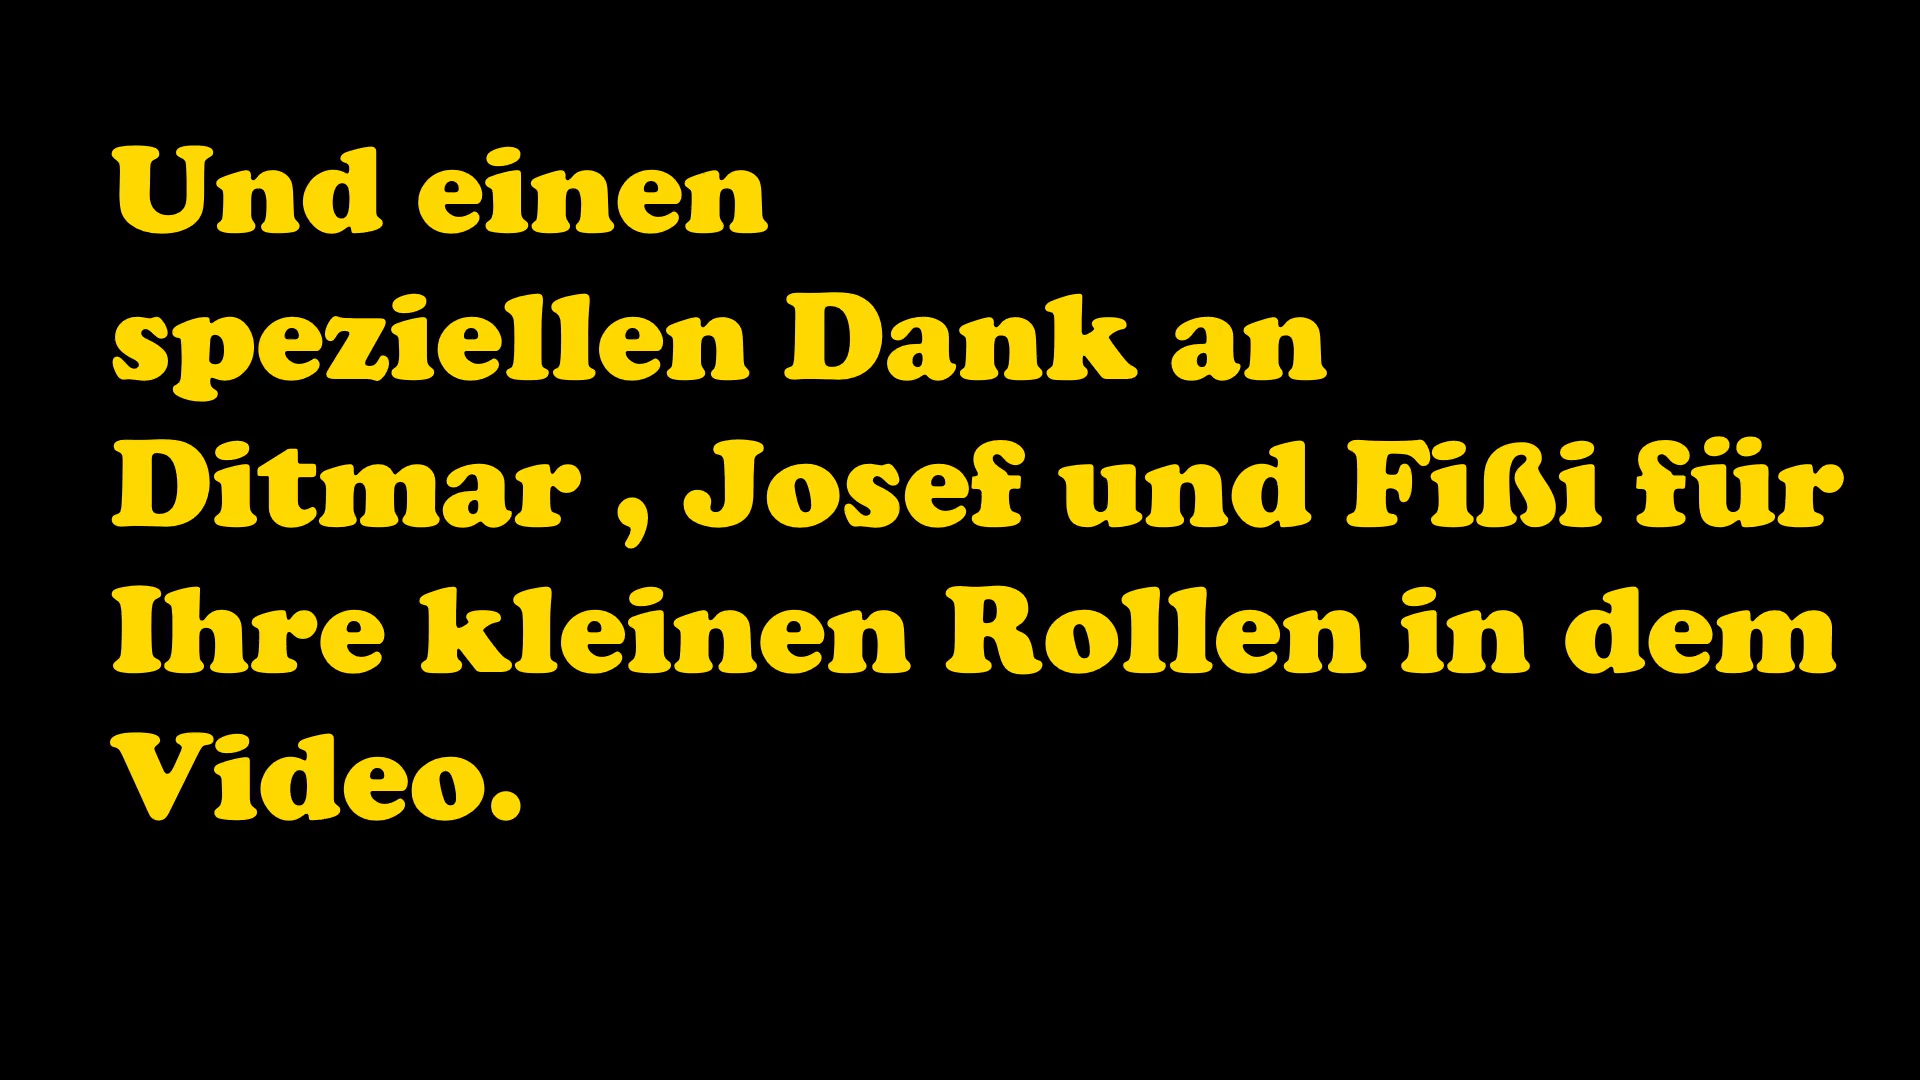 Und einen
speziellen Dank an
Ditmar , Josef und Fißi für
Ihre kleinen Rollen in dem
Video.